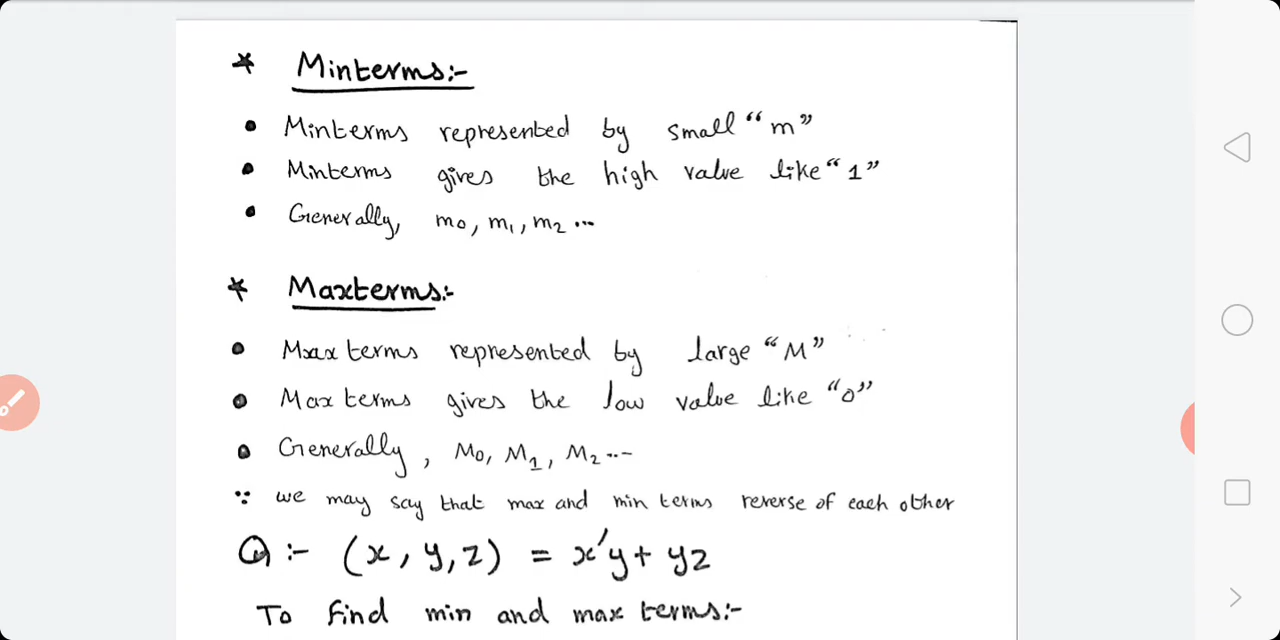 * Minterms:-
• Minterms represented by small "m"
• Minterms gives the high value like "1"
• Generally, m0, m1, m2 ...
* Maxterms:-
• Max terms represented by large "M"
• Max terms gives the low value like "0"
• Generally, M0, M1, M2 ...
∵ we may say that max and min terms reverse of each other
Q :- (x, y, z) = x'y + yz
To find min and max terms:-